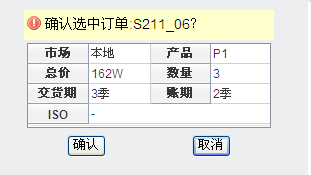 确认选中订单:S211_06?
市场 本地 产品 P1
总价 162W 数量 3
交货期 3季 账期 2季
ISO -
确认 取消